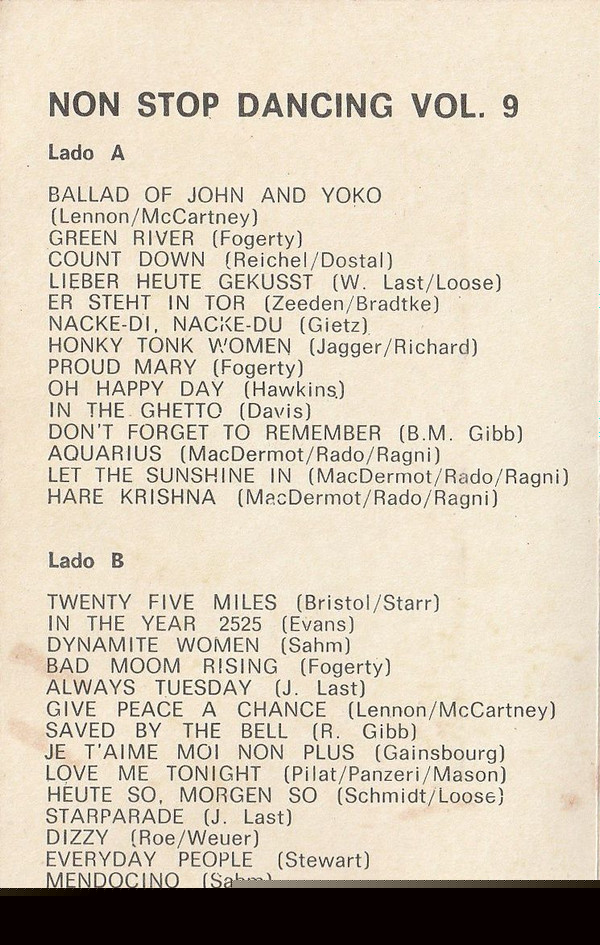 NON STOP DANCING VOL. 9
Lado A
BALLAD OF JOHN AND YOKO
(Lennon/McCartney)
GREEN RIVER (Fogerty)
COUNT DOWN (Reichel/Dostal)
LIEBER HEUTE GEKUSST (W. Last/Loose)
ER STEHT IN TOR (Zeeden/Bradtke)
NACKE-DI, NACKE-DU (Gietz)
HONKY TONK WOMEN (Jagger/Richard)
PROUD MARY (Fogerty)
OH HAPPY DAY (Hawkins)
IN THE GHETTO (Davis)
DON'T FORGET TO REMEMBER (B.M. Gibb)
AQUARIUS (MacDermot/Rado/Ragni)
LET THE SUNSHINE IN (MacDermot/Rado/Ragni)
HARE KRISHNA (MacDermot/Rado/Ragni)
Lado B
TWENTY FIVE MILES (Bristol/Starr)
IN THE YEAR 2525 (Evans)
DYNAMITE WOMEN (Sahm)
BAD MOOM RISING (Fogerty)
ALWAYS TUESDAY (J. Last)
GIVE PEACE A CHANCE (Lennon/McCartney)
SAVED BY THE BELL (R. Gibb)
JE T'AIME MOI NON PLUS (Gainsbourg)
LOVE ME TONIGHT (Pilat/Panzeri/Mason)
HEUTE SO, MORGEN SO (Schmidt/Loose)
STARPARADE (J. Last)
DIZZY (Roe/Weuer)
EVERYDAY PEOPLE (Stewart)
MENDOCINO (Sahm)